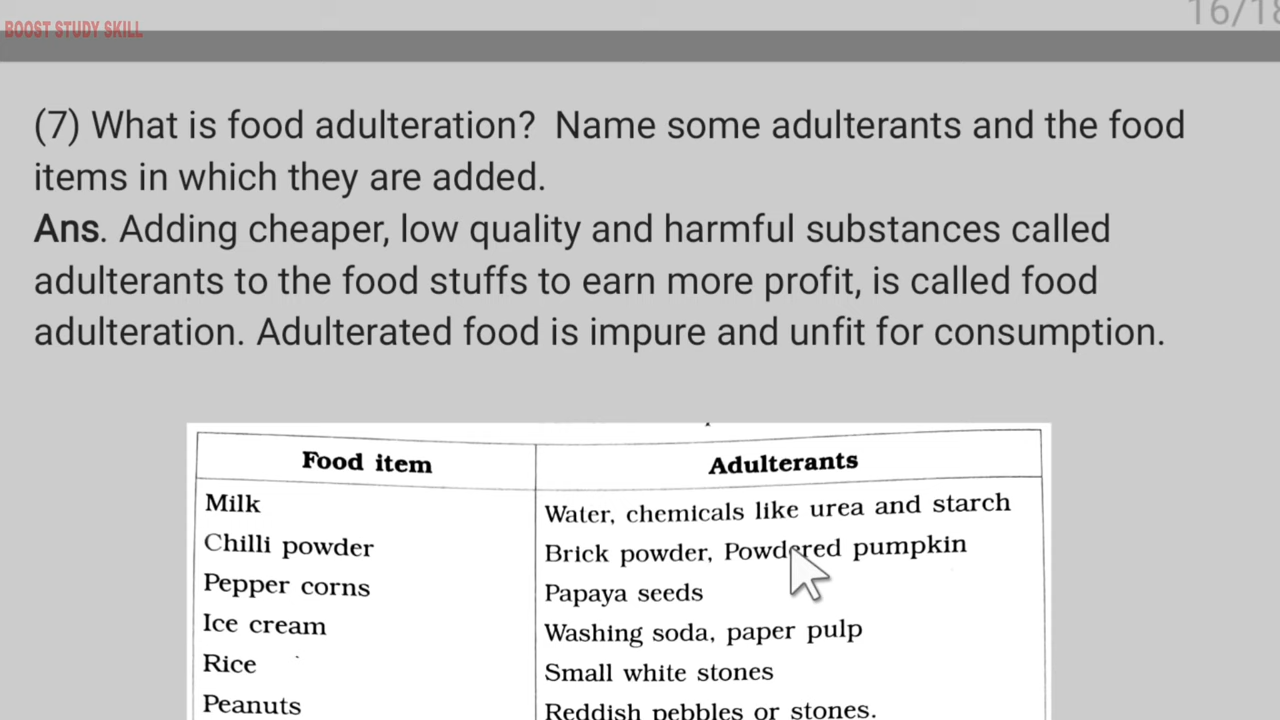 16/18
BOOST STUDY SKILL
(7) What is food adulteration? Name some adulterants and the food
items in which they are added.
Ans. Adding cheaper, low quality and harmful substances called
adulterants to the food stuffs to earn more profit, is called food
adulteration. Adulterated food is impure and unfit for consumption.
Food item Adulterants
Milk Water, chemicals like urea and starch
Chilli powder Brick powder, Powdered pumpkin
Pepper corns Papaya seeds
Ice cream Washing soda, paper pulp
Rice Small white stones
Peanuts Reddish pebbles or stones.